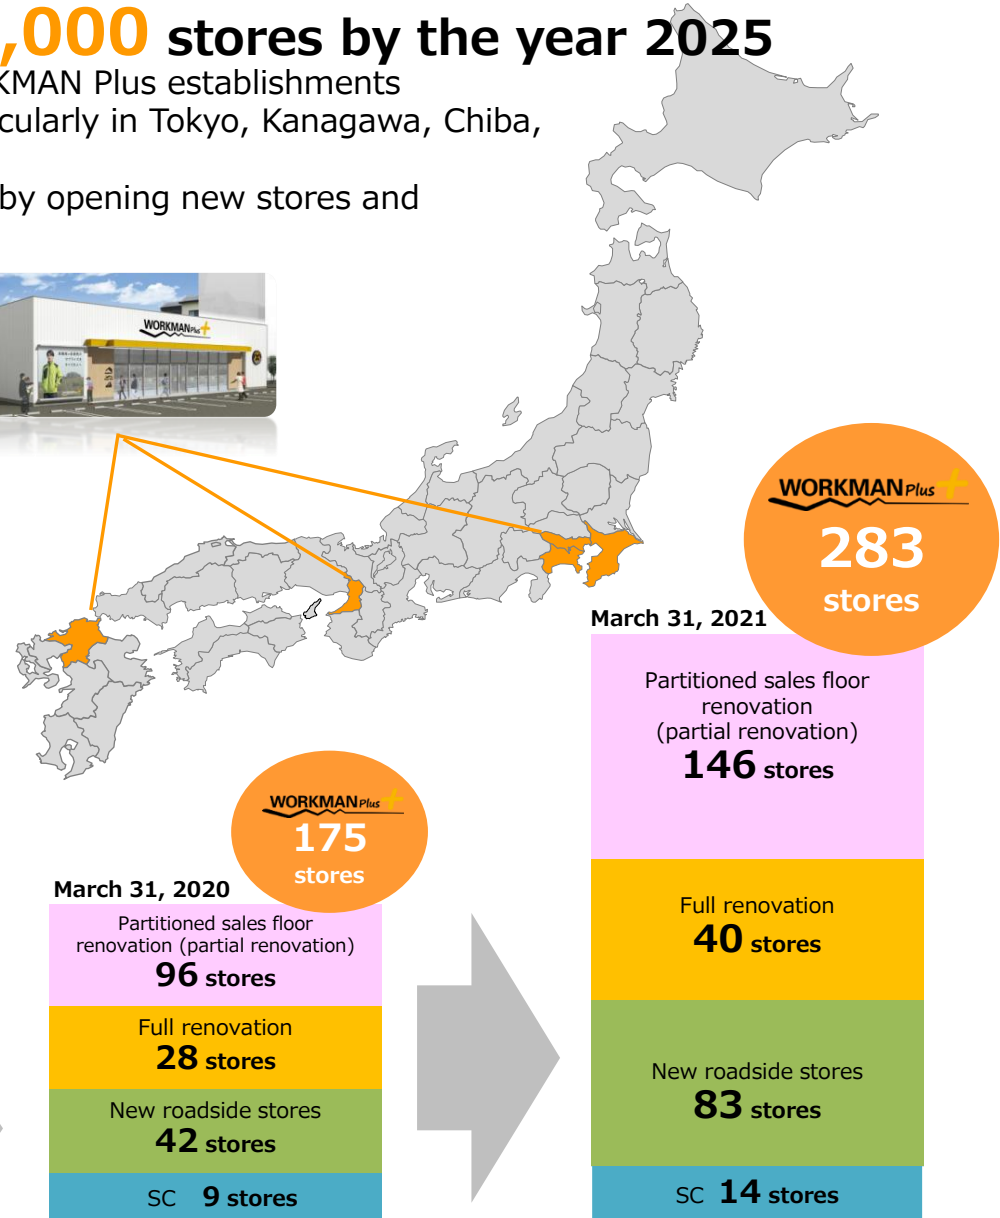 ,000 stores by the year 2025
KMAN Plus establishments
cularly in Tokyo, Kanagawa, Chiba,
by opening new stores and
WORKMAN Plus
WORKMAN Plus
283
stores
March 31, 2021
Partitioned sales floor
renovation
(partial renovation)
146 stores
Full renovation
40 stores
New roadside stores
83 stores
SC 14 stores
WORKMAN Plus
175
stores
March 31, 2020
Partitioned sales floor
renovation (partial renovation)
96 stores
Full renovation
28 stores
New roadside stores
42 stores
SC 9 stores